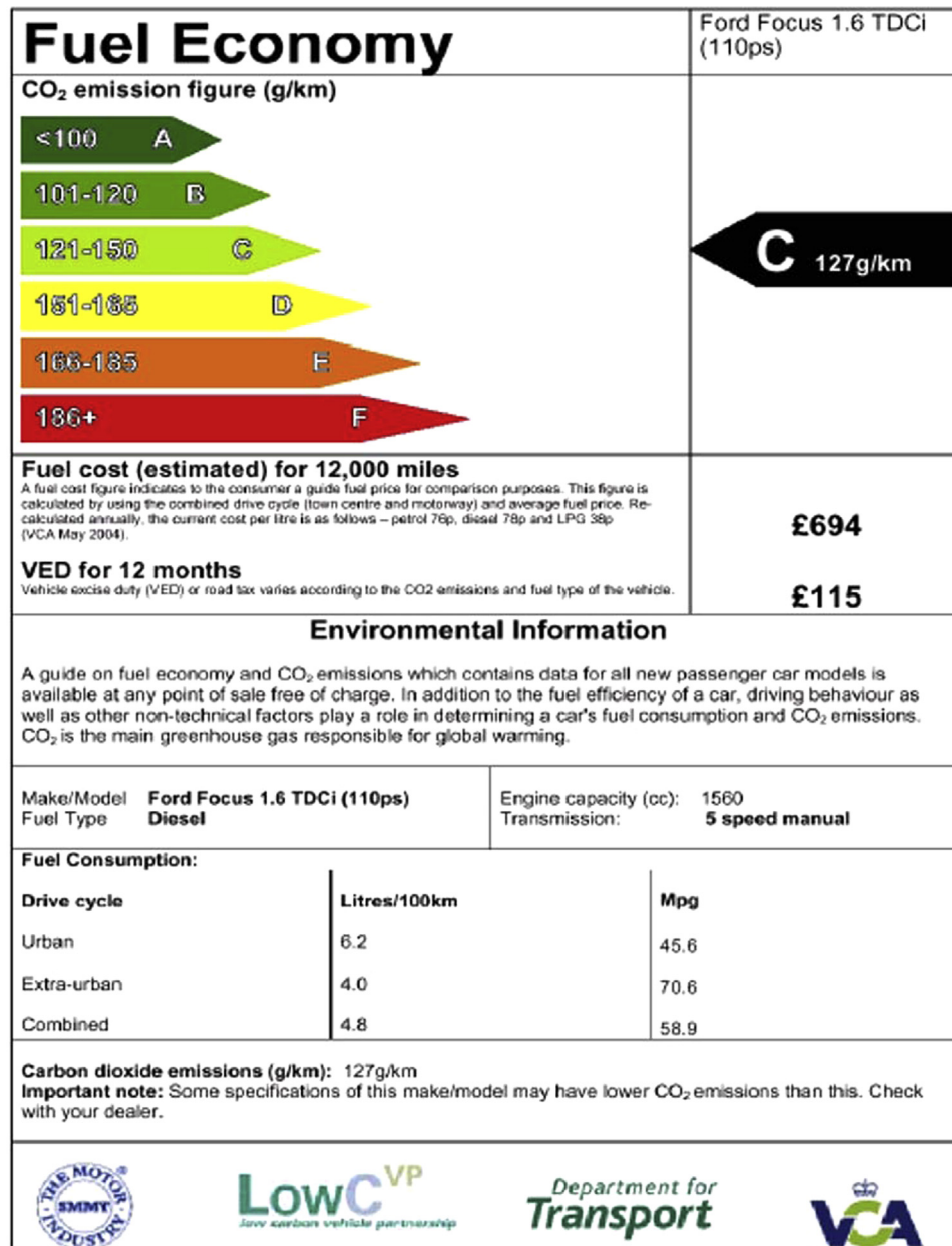 Fuel Economy
Ford Focus 1.6 TDCi
(110ps)
CO₂ emission figure (g/km)
<100 A
101-120 B
121-150 C
151-165 D
166-185 E
186+ F
C 127g/km
Fuel cost (estimated) for 12,000 miles
A fuel cost figure indicates to the consumer a guide fuel price for comparison purposes. This figure is
calculated by using the combined drive cycle (town centre and motorway) and average fuel price. Re-
calculated annually, the current cost per litre is as follows – petrol 76p, diesel 78p and LPG 38p
(VCA May 2004).
£694
VED for 12 months
Vehicle excise duty (VED) or road tax varies according to the CO2 emissions and fuel type of the vehicle.
£115
Environmental Information
A guide on fuel economy and CO₂ emissions which contains data for all new passenger car models is
available at any point of sale free of charge. In addition to the fuel efficiency of a car, driving behaviour as
well as other non-technical factors play a role in determining a car's fuel consumption and CO₂ emissions.
CO₂ is the main greenhouse gas responsible for global warming.
Make/Model Ford Focus 1.6 TDCi (110ps)
Fuel Type Diesel
Engine capacity (cc): 1560
Transmission: 5 speed manual
Fuel Consumption:
Drive cycle Litres/100km Mpg
Urban 6.2 45.6
Extra-urban 4.0 70.6
Combined 4.8 58.9
Carbon dioxide emissions (g/km): 127g/km
Important note: Some specifications of this make/model may have lower CO₂ emissions than this. Check
with your dealer.
THE MOTOR
SMMT
INDUSTRY
LowCVP
low carbon vehicle partnership
Department for
Transport
VCA